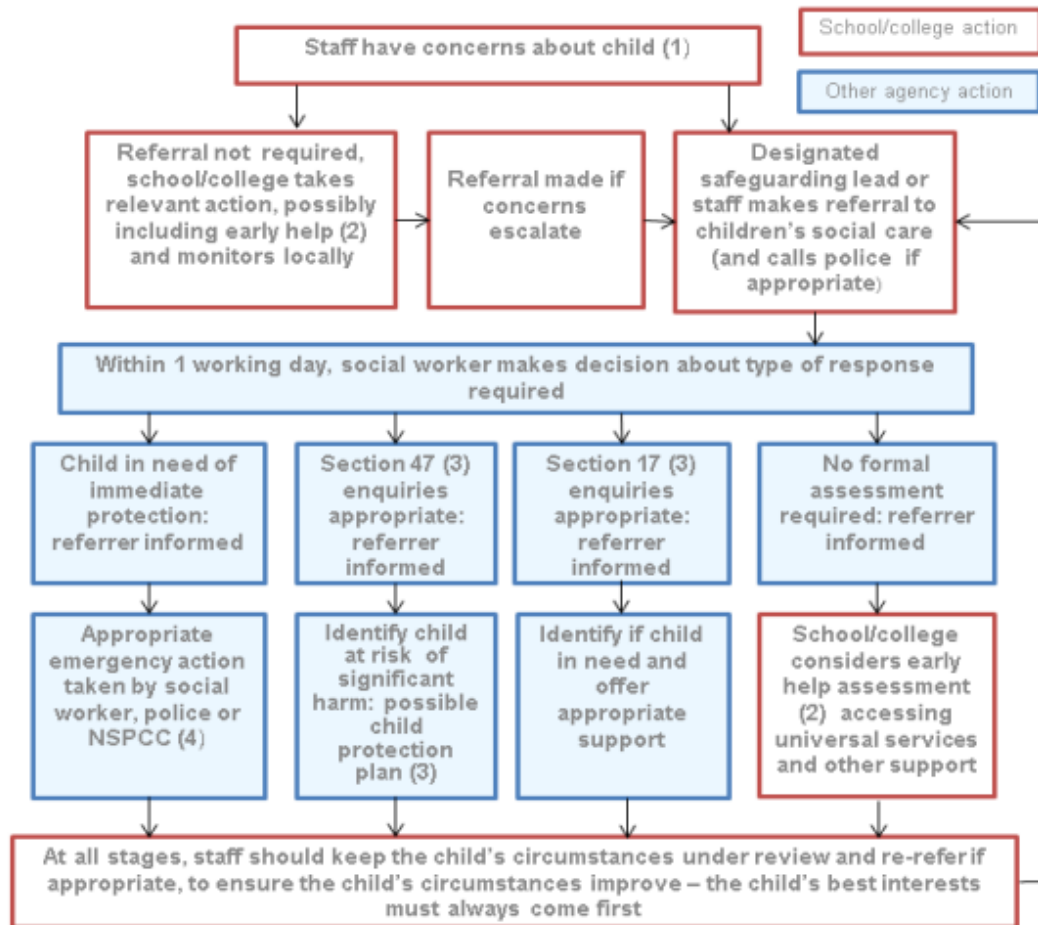 Staff have concerns about child (1)
School/college action
Other agency action
Referral not required,
school/college takes
relevant action, possibly
including early help (2)
and monitors locally
Referral made if
concerns
escalate
Designated
safeguarding lead or
staff makes referral to
children's social care
(and calls police if
appropriate)
Within 1 working day, social worker makes decision about type of response
required
Child in need of
immediate
protection:
referrer informed
Section 47 (3)
enquiries
appropriate:
referrer
informed
Section 17 (3)
enquiries
appropriate:
referrer
informed
No formal
assessment
required: referrer
informed
Appropriate
emergency action
taken by social
worker, police or
NSPCC (4)
Identify child
at risk of
significant
harm: possible
child
protection
plan (3)
Identify if child
in need and
offer
appropriate
support
School/college
considers early
help assessment
(2) accessing
universal services
and other support
At all stages, staff should keep the child's circumstances under review and re-refer if
appropriate, to ensure the child's circumstances improve – the child's best interests
must always come first